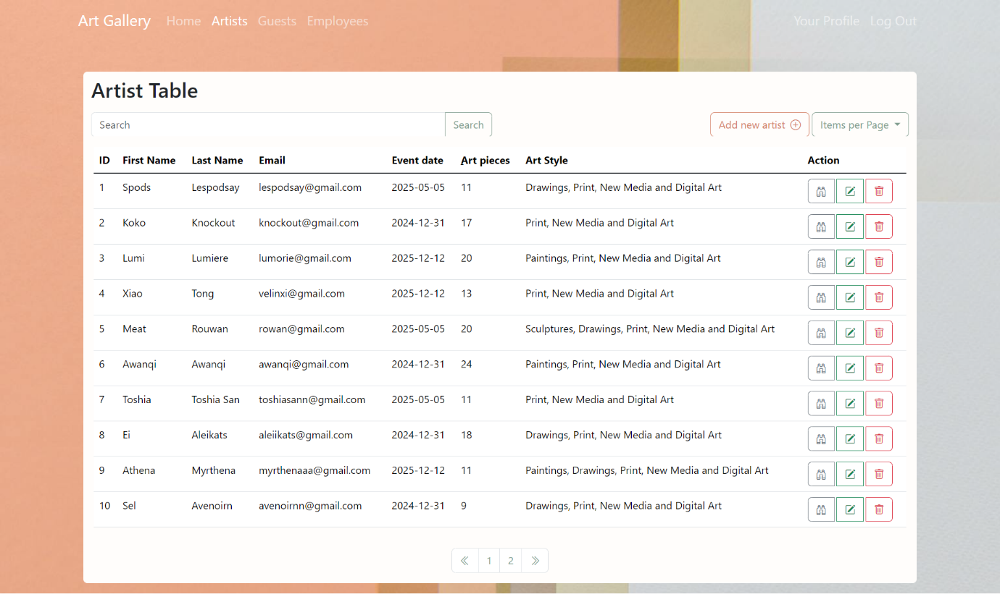 Art Gallery Home Artists Guests Employees Your Profile Log Out
Artist Table
Search Search Add new artist Items per Page
ID First Name Last Name Email Event date Art pieces Art Style Action
1 Spods Lespodsay lespodsay@gmail.com 2025-05-05 11 Drawings, Print, New Media and Digital Art
2 Koko Knockout knockout@gmail.com 2024-12-31 17 Print, New Media and Digital Art
3 Lumi Lumiere lumorie@gmail.com 2025-12-12 20 Paintings, Print, New Media and Digital Art
4 Xiao Tong velinxi@gmail.com 2025-12-12 13 Print, New Media and Digital Art
5 Meat Rouwan rowan@gmail.com 2025-05-05 20 Sculptures, Drawings, Print, New Media and Digital Art
6 Awanqi Awanqi awanqi@gmail.com 2024-12-31 24 Paintings, Print, New Media and Digital Art
7 Toshia Toshia San toshiasann@gmail.com 2025-05-05 11 Print, New Media and Digital Art
8 Ei Aleikats aleiikats@gmail.com 2024-12-31 18 Drawings, Print, New Media and Digital Art
9 Athena Myrthena myrthenaaa@gmail.com 2025-12-12 11 Paintings, Drawings, Print, New Media and Digital Art
10 Sel Avenoirn avenoirnn@gmail.com 2024-12-31 9 Drawings, Print, New Media and Digital Art
1 2